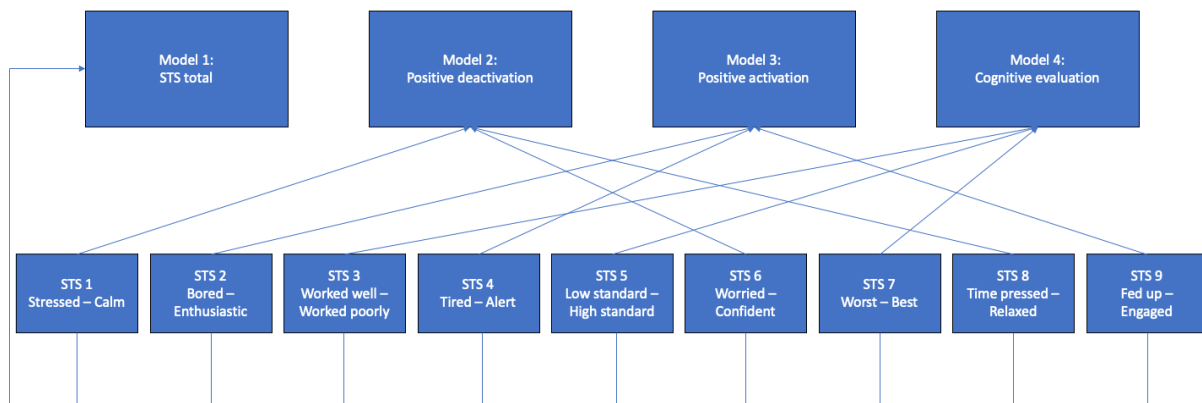 Model 1:
STS total
Model 2:
Positive deactivation
Model 3:
Positive activation
Model 4:
Cognitive evaluation
STS 1
Stressed – Calm
STS 2
Bored –
Enthusiastic
STS 3
Worked well –
Worked poorly
STS 4
Tired – Alert
STS 5
Low standard –
High standard
STS 6
Worried –
Confident
STS 7
Worst – Best
STS 8
Time pressed –
Relaxed
STS 9
Fed up –
Engaged